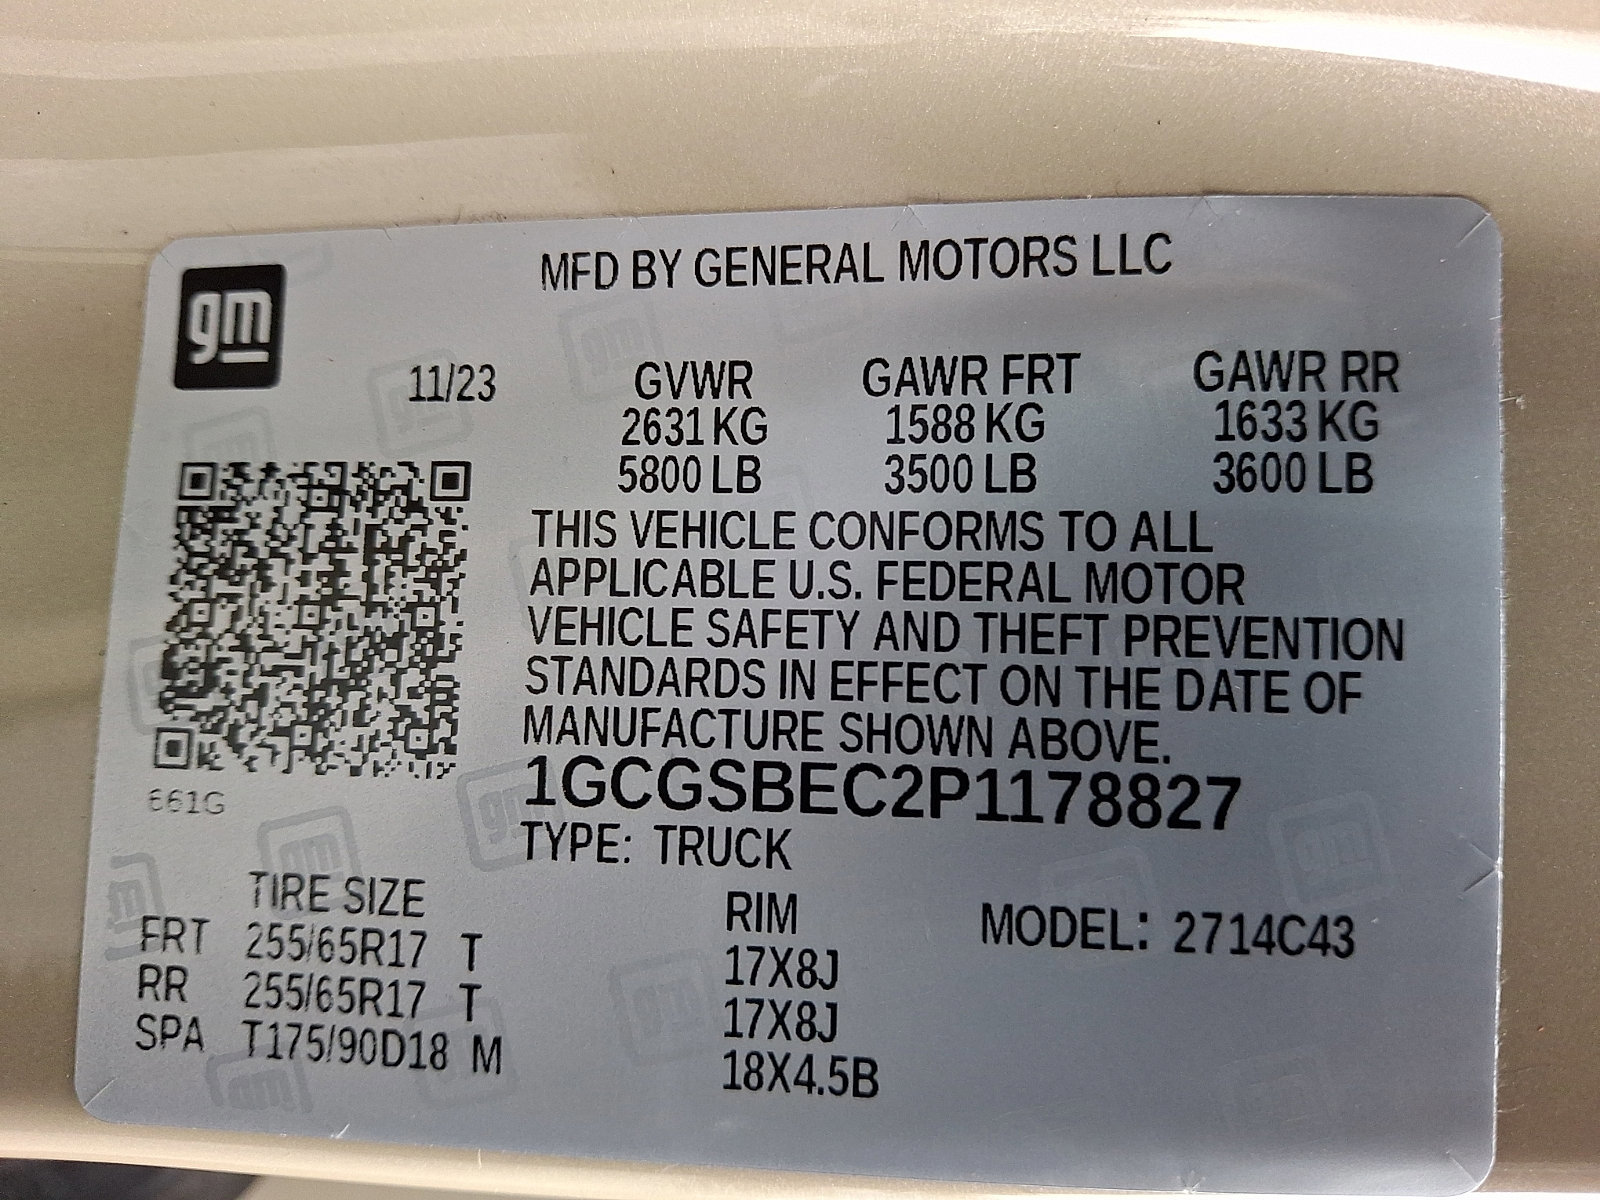 MFD BY GENERAL MOTORS LLC
gm
11/23 GVWR GAWR FRT GAWR RR
2631 KG 1588 KG 1633 KG
5800 LB 3500 LB 3600 LB
THIS VEHICLE CONFORMS TO ALL
APPLICABLE U.S. FEDERAL MOTOR
VEHICLE SAFETY AND THEFT PREVENTION
STANDARDS IN EFFECT ON THE DATE OF
MANUFACTURE SHOWN ABOVE.
1GCGSBEC2P1178827
661G
TYPE: TRUCK
TIRE SIZE RIM MODEL: 2714C43
FRT 255/65R17 T 17X8J
RR 255/65R17 T 17X8J
SPA T175/90D18 M 18X4.5B